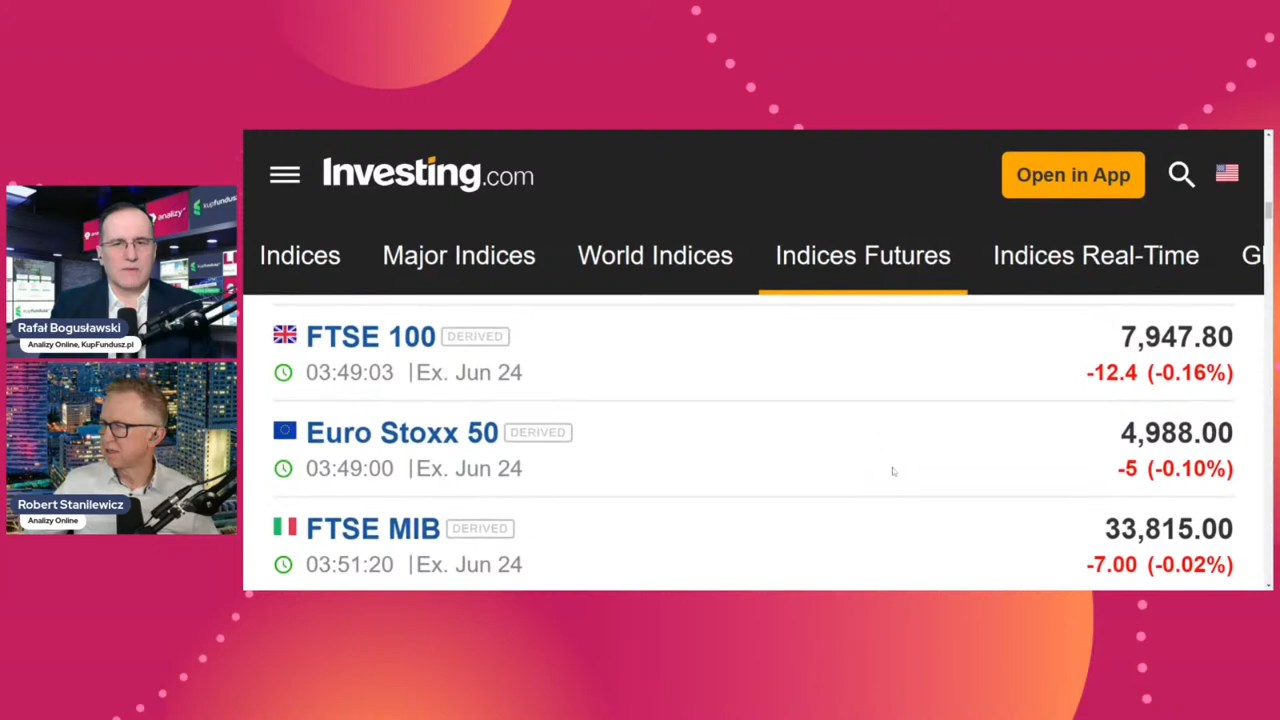 Investing.com
Open in App
Indices
Major Indices
World Indices
Indices Futures
Indices Real-Time
FTSE 100 DERIVED 7,947.80
03:49:03 |Ex. Jun 24 -12.4 (-0.16%)
Euro Stoxx 50 DERIVED 4,988.00
03:49:00 |Ex. Jun 24 -5 (-0.10%)
FTSE MIB DERIVED 33,815.00
03:51:20 |Ex. Jun 24 -7.00 (-0.02%)
analizy
kupfundusz
Rafał Bogusławski
Analizy Online, KupFundusz.pl
Robert Stanilewicz
Analizy Online